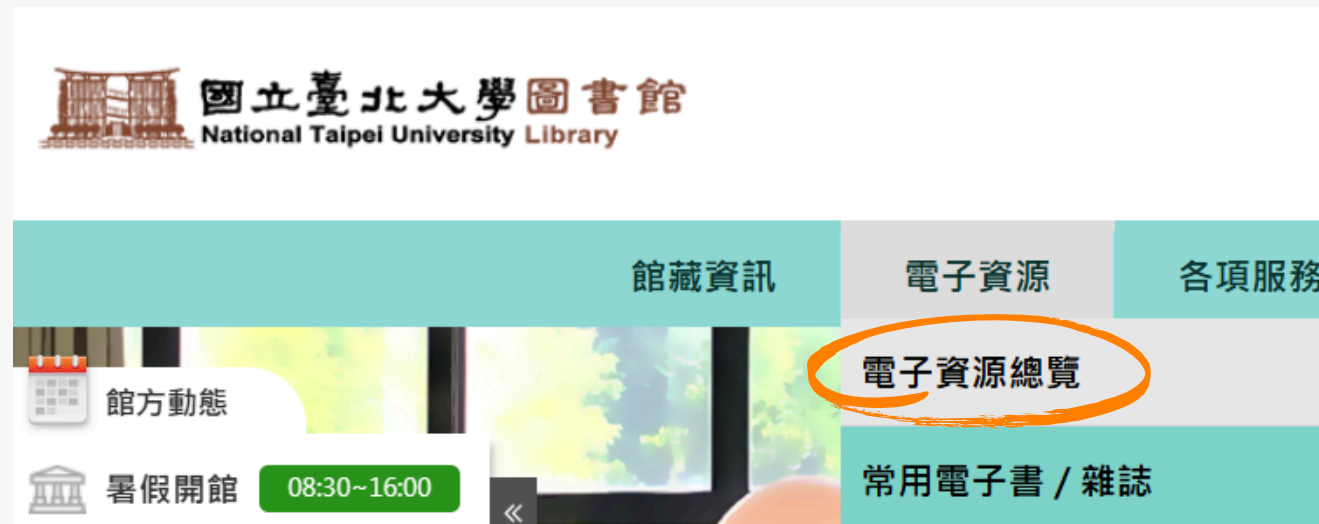 國立臺北大學圖書館
National Taipei University Library
館藏資訊
電子資源
各項服務
電子資源總覽
常用電子書 / 雜誌
館方動態
暑假開館
08:30~16:00
«